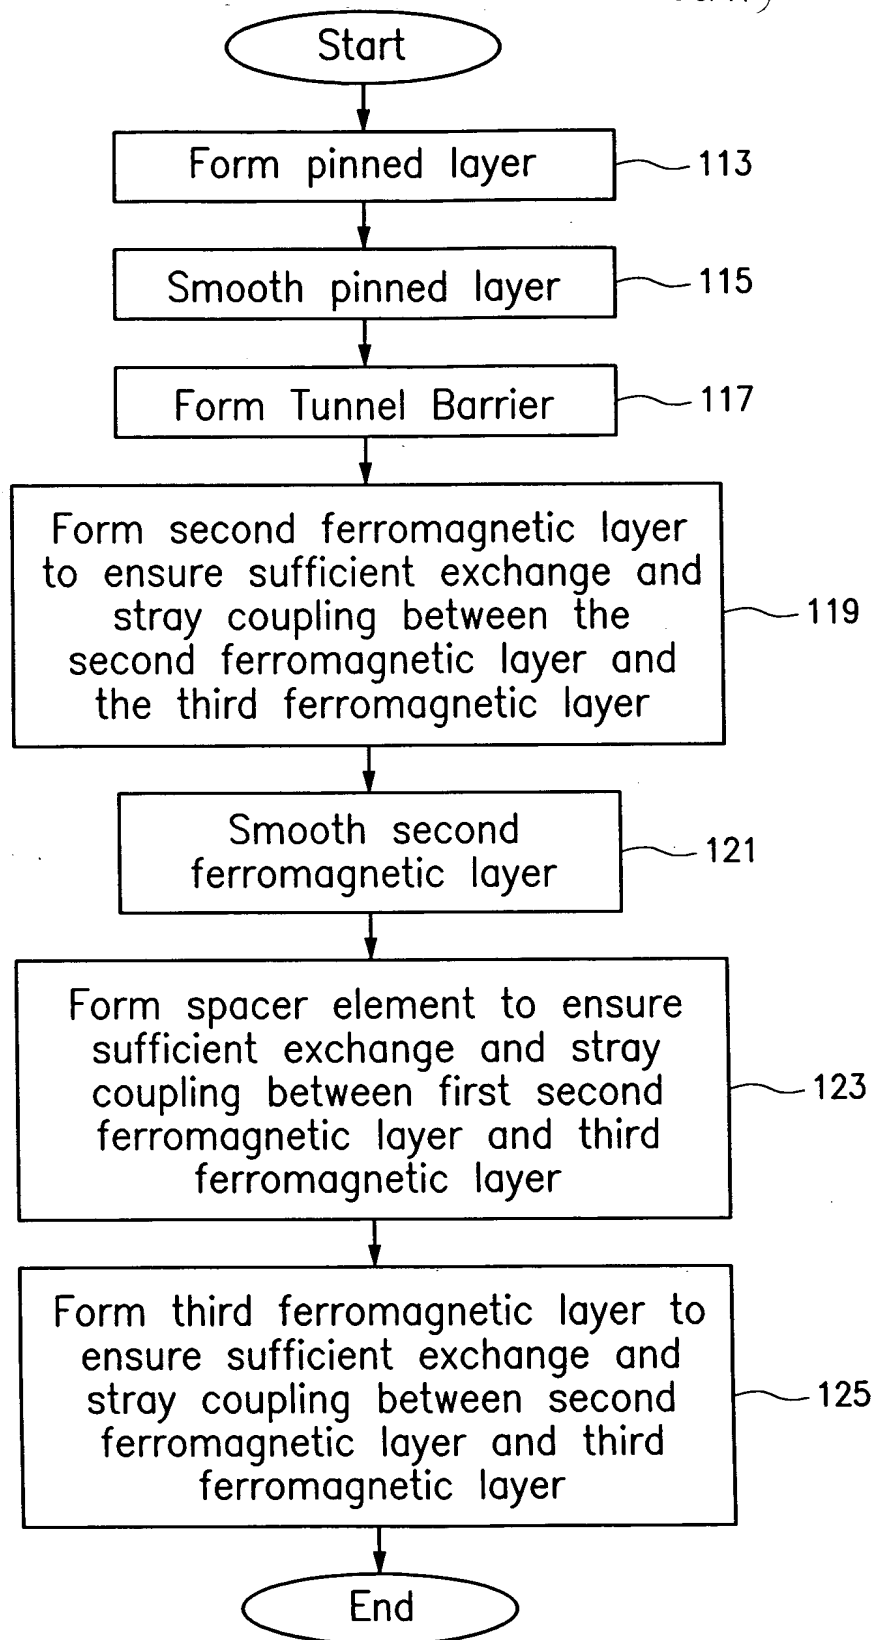 Start
Form pinned layer
113
Smooth pinned layer
115
Form Tunnel Barrier
117
Form second ferromagnetic layer
to ensure sufficient exchange and
stray coupling between the
second ferromagnetic layer and
the third ferromagnetic layer
119
Smooth second
ferromagnetic layer
121
Form spacer element to ensure
sufficient exchange and stray
coupling between first second
ferromagnetic layer and third
ferromagnetic layer
123
Form third ferromagnetic layer to
ensure sufficient exchange and
stray coupling between second
ferromagnetic layer and third
ferromagnetic layer
125
End